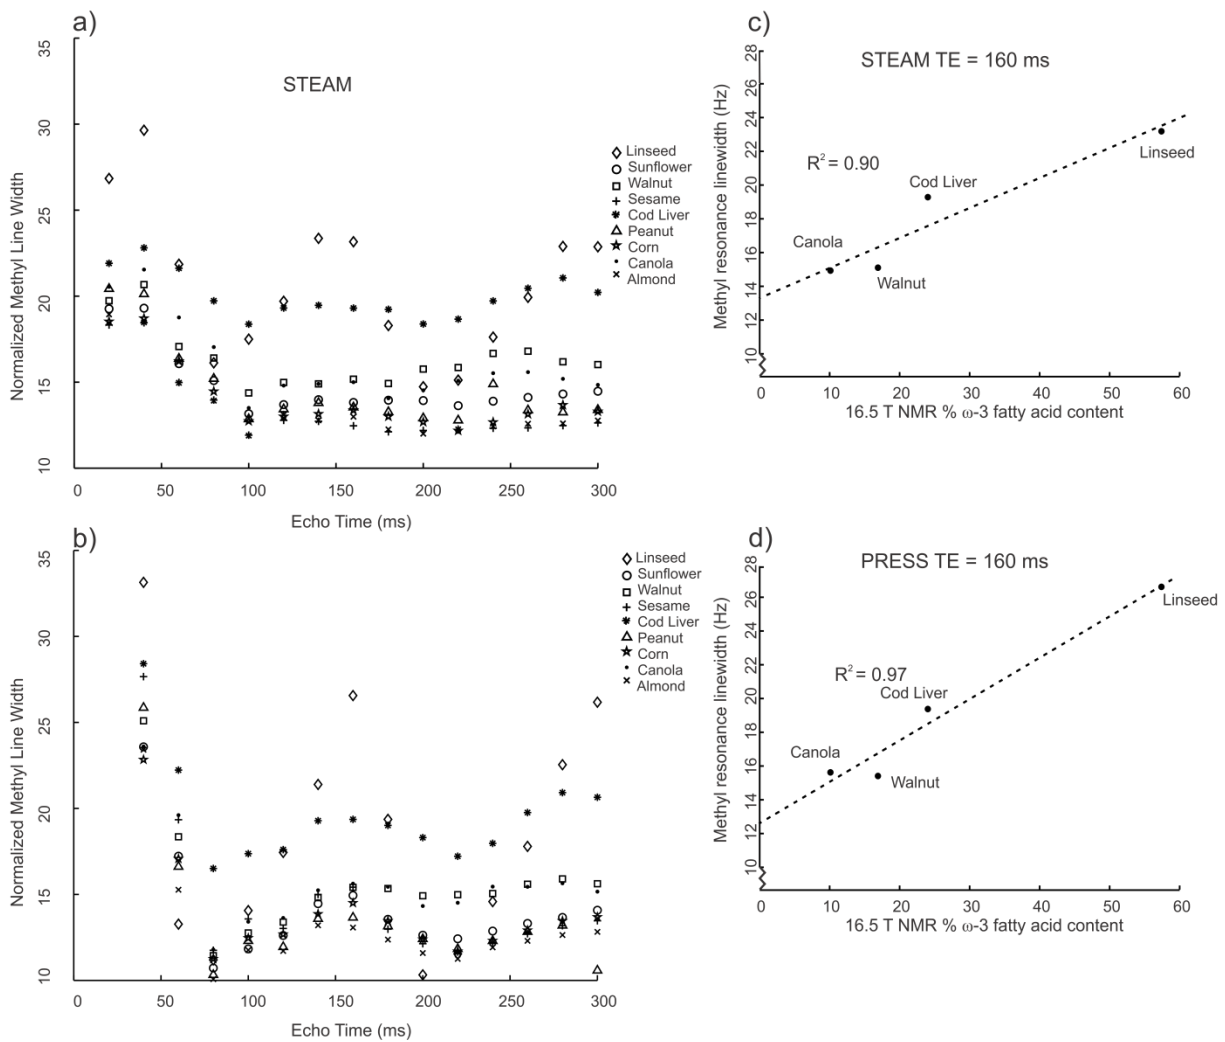 a)
STEAM
Normalized Methyl Line Width
35
30
25
20
15
10
0
50
100
150
200
250
300
Echo Time (ms)
Linseed
Sunflower
Walnut
Sesame
Cod Liver
Peanut
Corn
Canola
Almond
c)
STEAM TE = 160 ms
Methyl resonance linewidth (Hz)
28
26
24
22
20
18
16
14
12
10
R² = 0.90
Cod Liver
Linseed
Canola
Walnut
0
10
20
30
40
50
60
16.5 T NMR % ω-3 fatty acid content
b)
Normalized Methyl Line Width
35
30
25
20
15
10
0
50
100
150
200
250
300
Echo Time (ms)
Linseed
Sunflower
Walnut
Sesame
Cod Liver
Peanut
Corn
Canola
Almond
d)
PRESS TE = 160 ms
Methyl resonance linewidth (Hz)
28
26
24
22
20
18
16
14
12
10
R² = 0.97
Cod Liver
Linseed
Canola
Walnut
0
10
20
30
40
50
60
16.5 T NMR % ω-3 fatty acid content